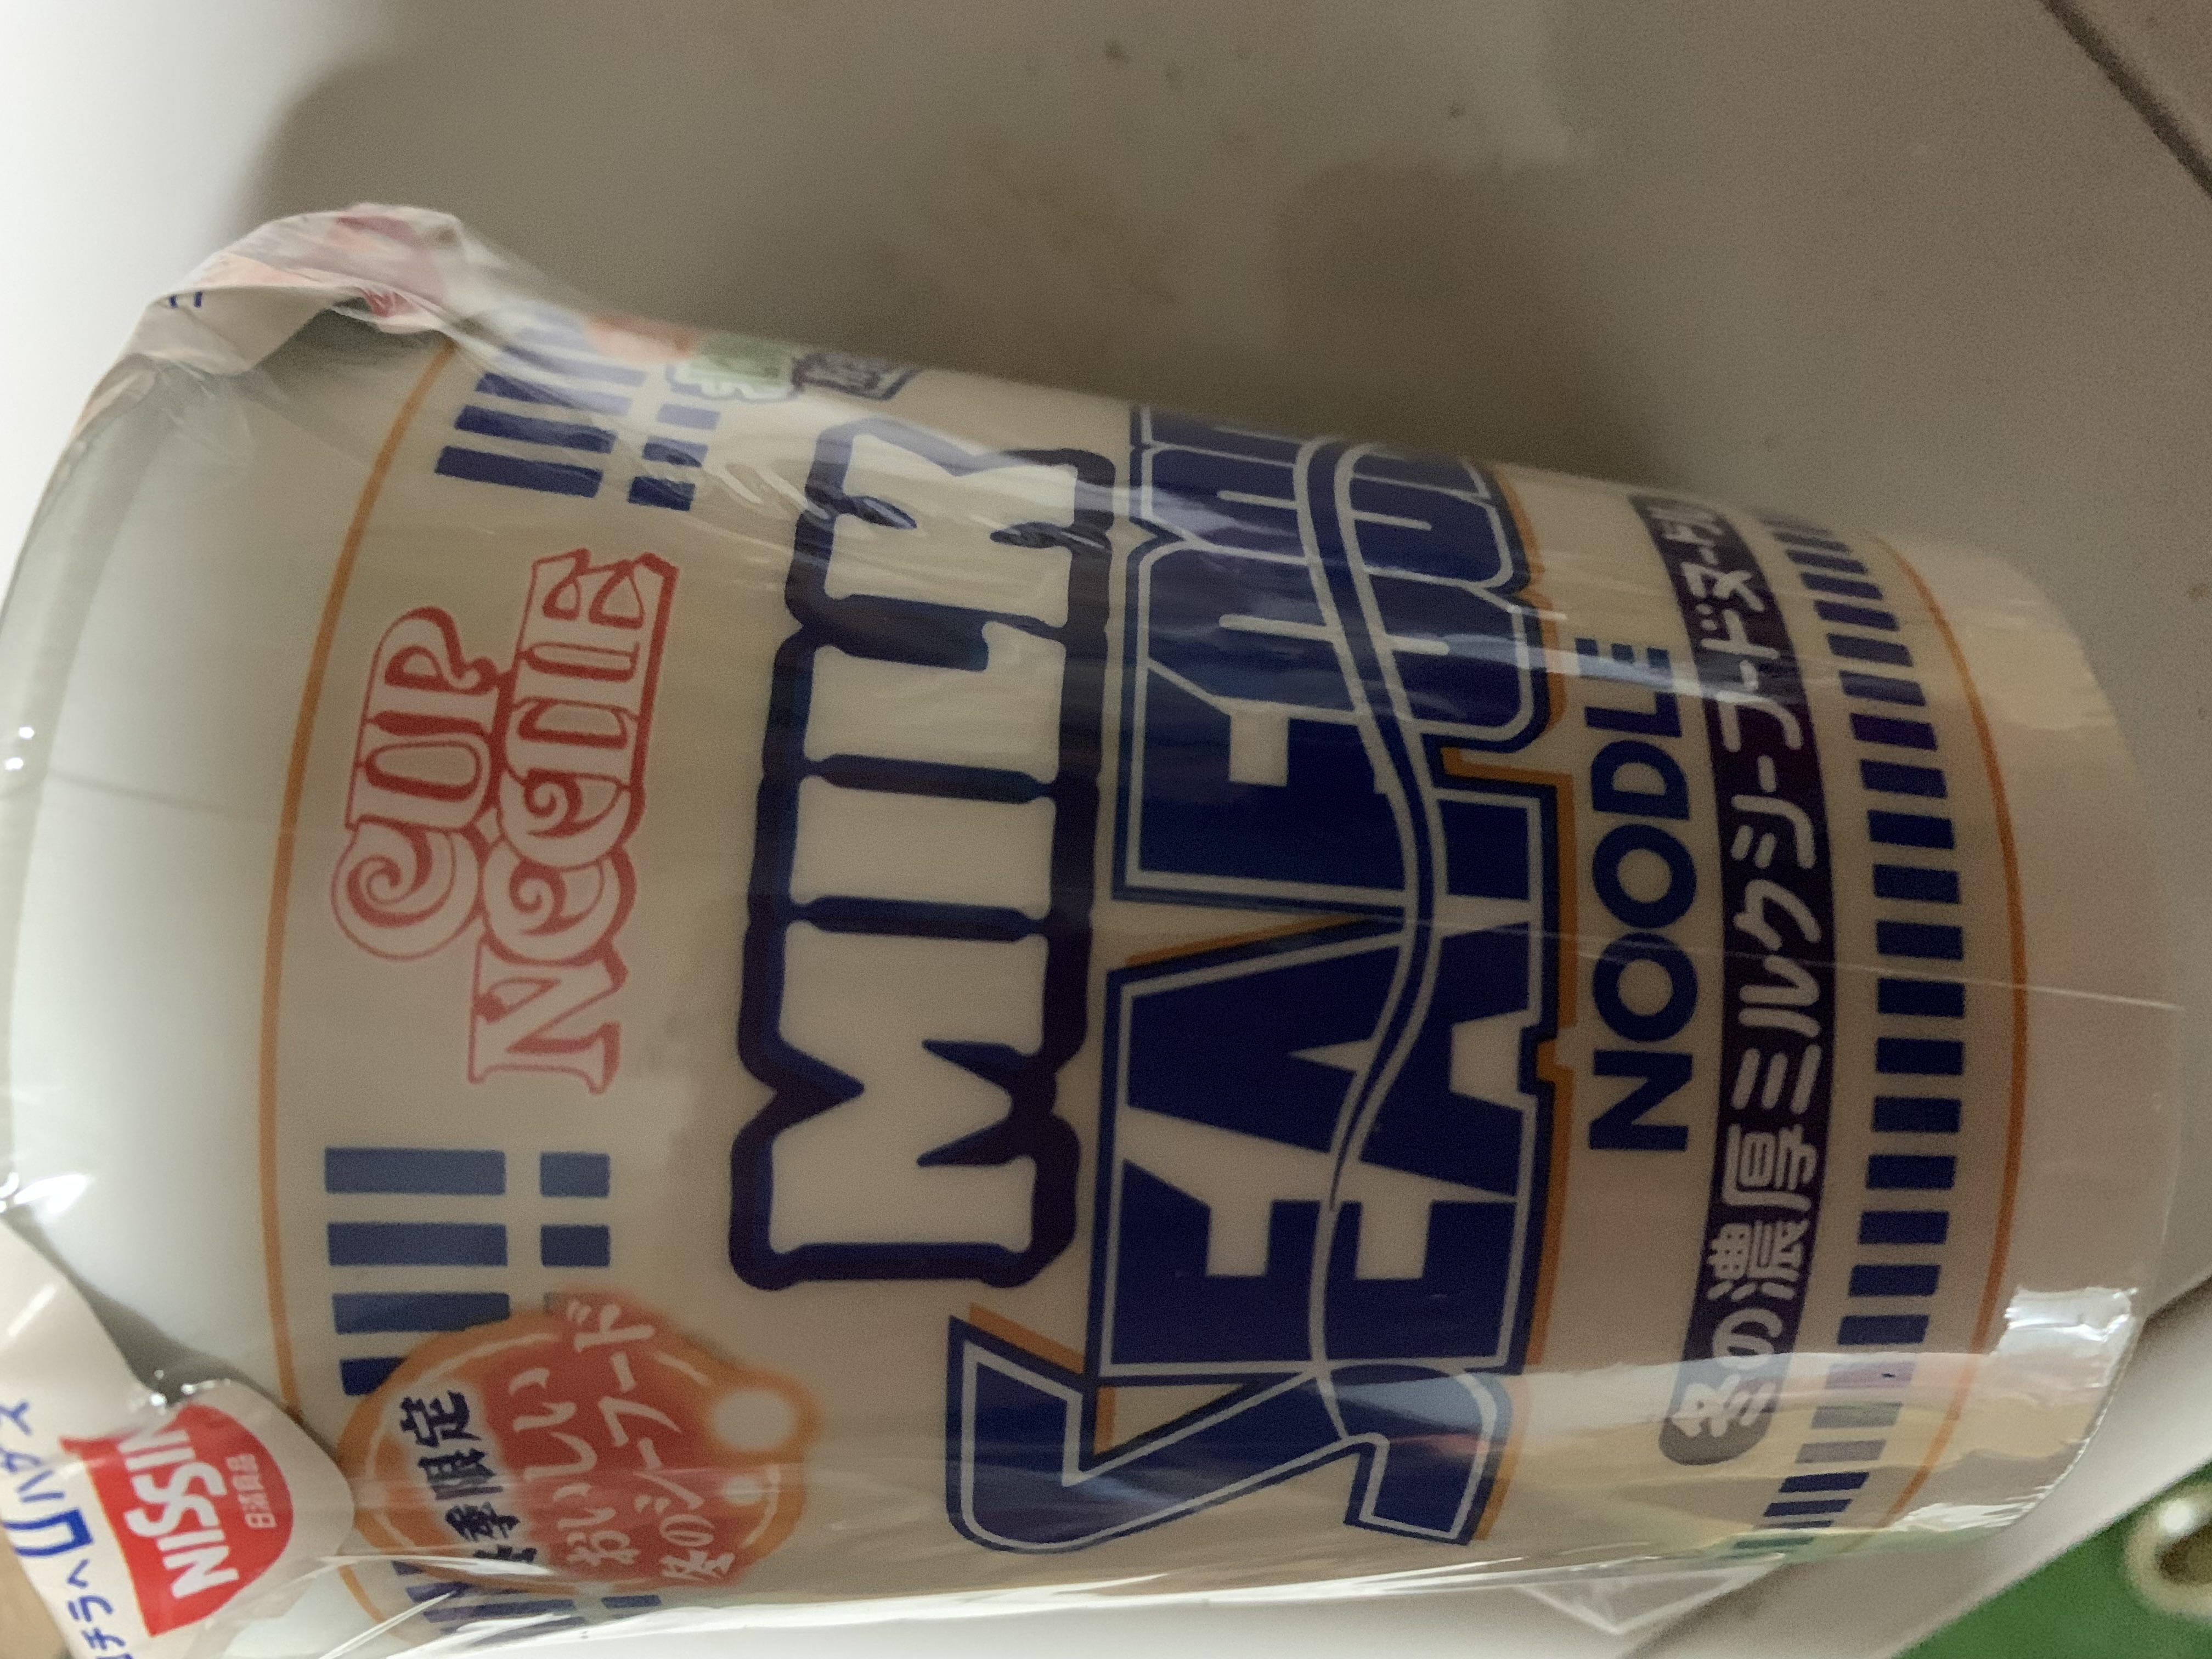 CUP
NOODLE
MILK
SEAFOOD
NOODLE
冬の濃厚ミルクシーフードヌードル
冬季限定
おいしい
冬のシーフード
NISSIN
日清食品